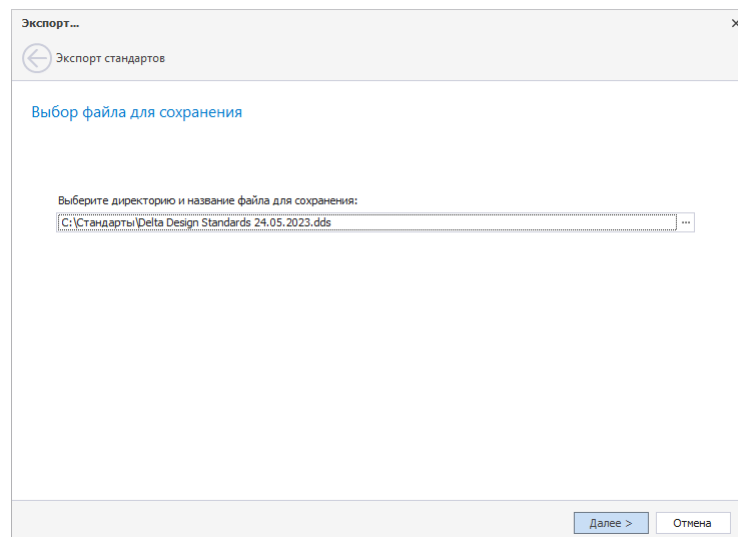 Экспорт...
Экспорт стандартов
Выбор файла для сохранения
Выберите директорию и название файла для сохранения:
C:\Стандарты\Delta Design Standards 24.05.2023.dds
...
Далее >
Отмена